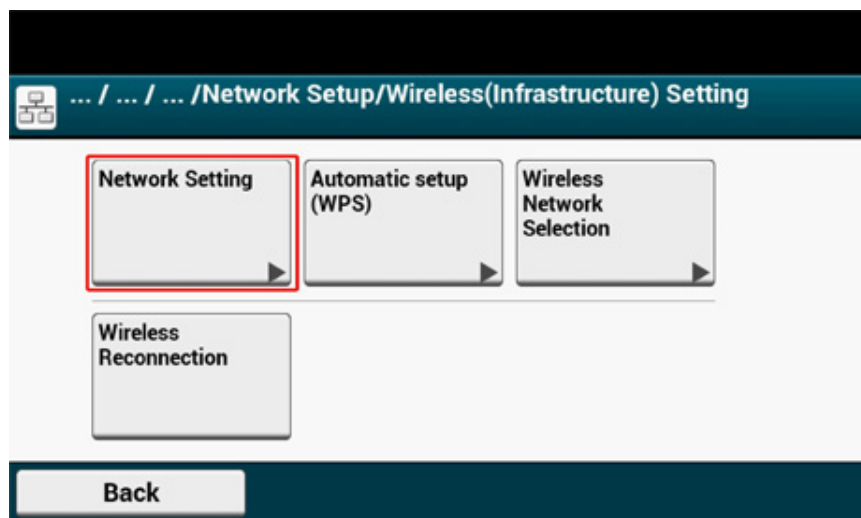 ... / ... / ... /Network Setup/Wireless(Infrastructure) Setting
Network Setting
Automatic setup
(WPS)
Wireless
Network
Selection
Wireless
Reconnection
Back